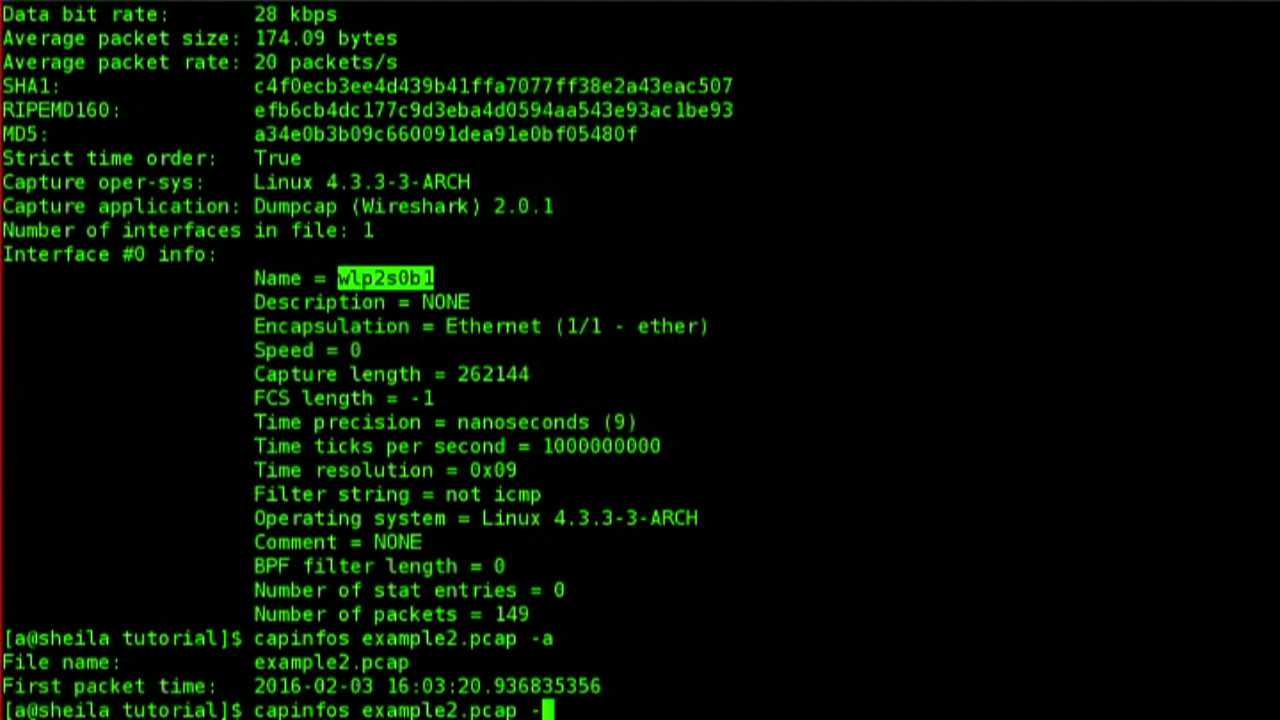 Data bit rate:       28 kbps
Average packet size: 174.09 bytes
Average packet rate: 20 packets/s
SHA1:                c4f0ecb3ee4d439b41ffa7077ff38e2a43eac507
RIPEMD160:           efb6cb4dc177c9d3eba4d0594aa543e93ac1be93
MD5:                 a34e0b3b09c660091dea91e0bf05480f
Strict time order:   True
Capture oper-sys:    Linux 4.3.3-3-ARCH
Capture application: Dumpcap (Wireshark) 2.0.1
Number of interfaces in file: 1
Interface #0 info:
                     Name = wlp2s0b1
                     Description = NONE
                     Encapsulation = Ethernet (1/1 - ether)
                     Speed = 0
                     Capture length = 262144
                     FCS length = -1
                     Time precision = nanoseconds (9)
                     Time ticks per second = 1000000000
                     Time resolution = 0x09
                     Filter string = not icmp
                     Operating system = Linux 4.3.3-3-ARCH
                     Comment = NONE
                     BPF filter length = 0
                     Number of stat entries = 0
                     Number of packets = 149
[a@sheila tutorial]$ capinfos example2.pcap -a
File name:           example2.pcap
First packet time:   2016-02-03 16:03:20.936835356
[a@sheila tutorial]$ capinfos example2.pcap -